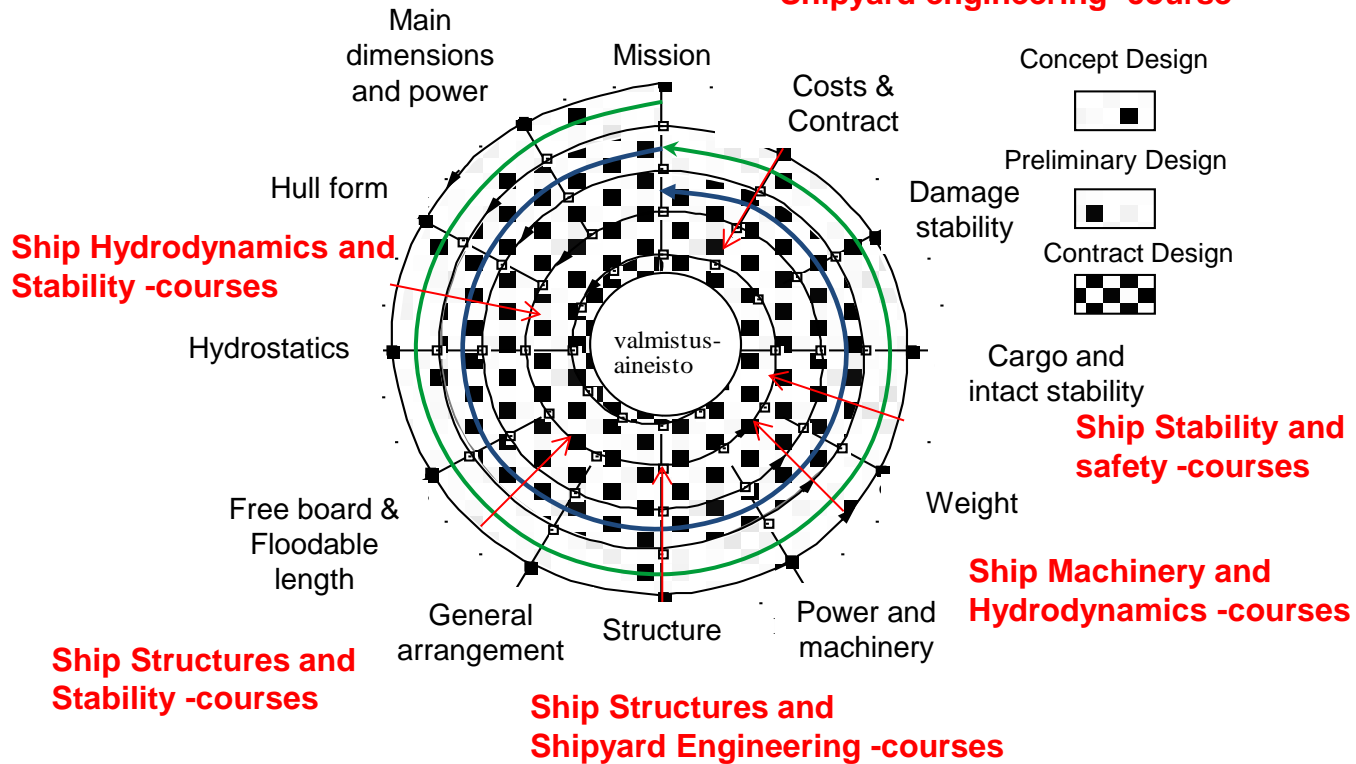 Shipyard engineering -course
Main
dimensions
and power
Mission
Costs &
Contract
Concept Design
Preliminary Design
Contract Design
Hull form
Damage
stability
Ship Hydrodynamics and
Stability -courses
Hydrostatics
valmistus-
aineisto
Cargo and
intact stability
Ship Stability and
safety -courses
Weight
Free board &
Floodable
length
Ship Machinery and
Hydrodynamics -courses
General
arrangement
Structure
Power and
machinery
Ship Structures and
Stability -courses
Ship Structures and
Shipyard Engineering -courses